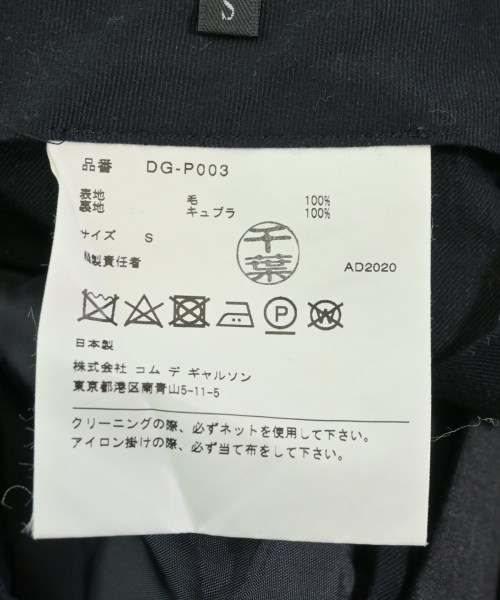 S
品番 DG-P003
表地 毛 100%
裏地 キュプラ 100%
サイズ S
千葉
縫製責任者
AD2020
P
W
日本製
株式会社 コム デ ギャルソン
東京都港区南青山5-11-5
クリーニングの際、必ずネットを使用して下さい。
アイロン掛けの際、必ず当て布をして下さい。